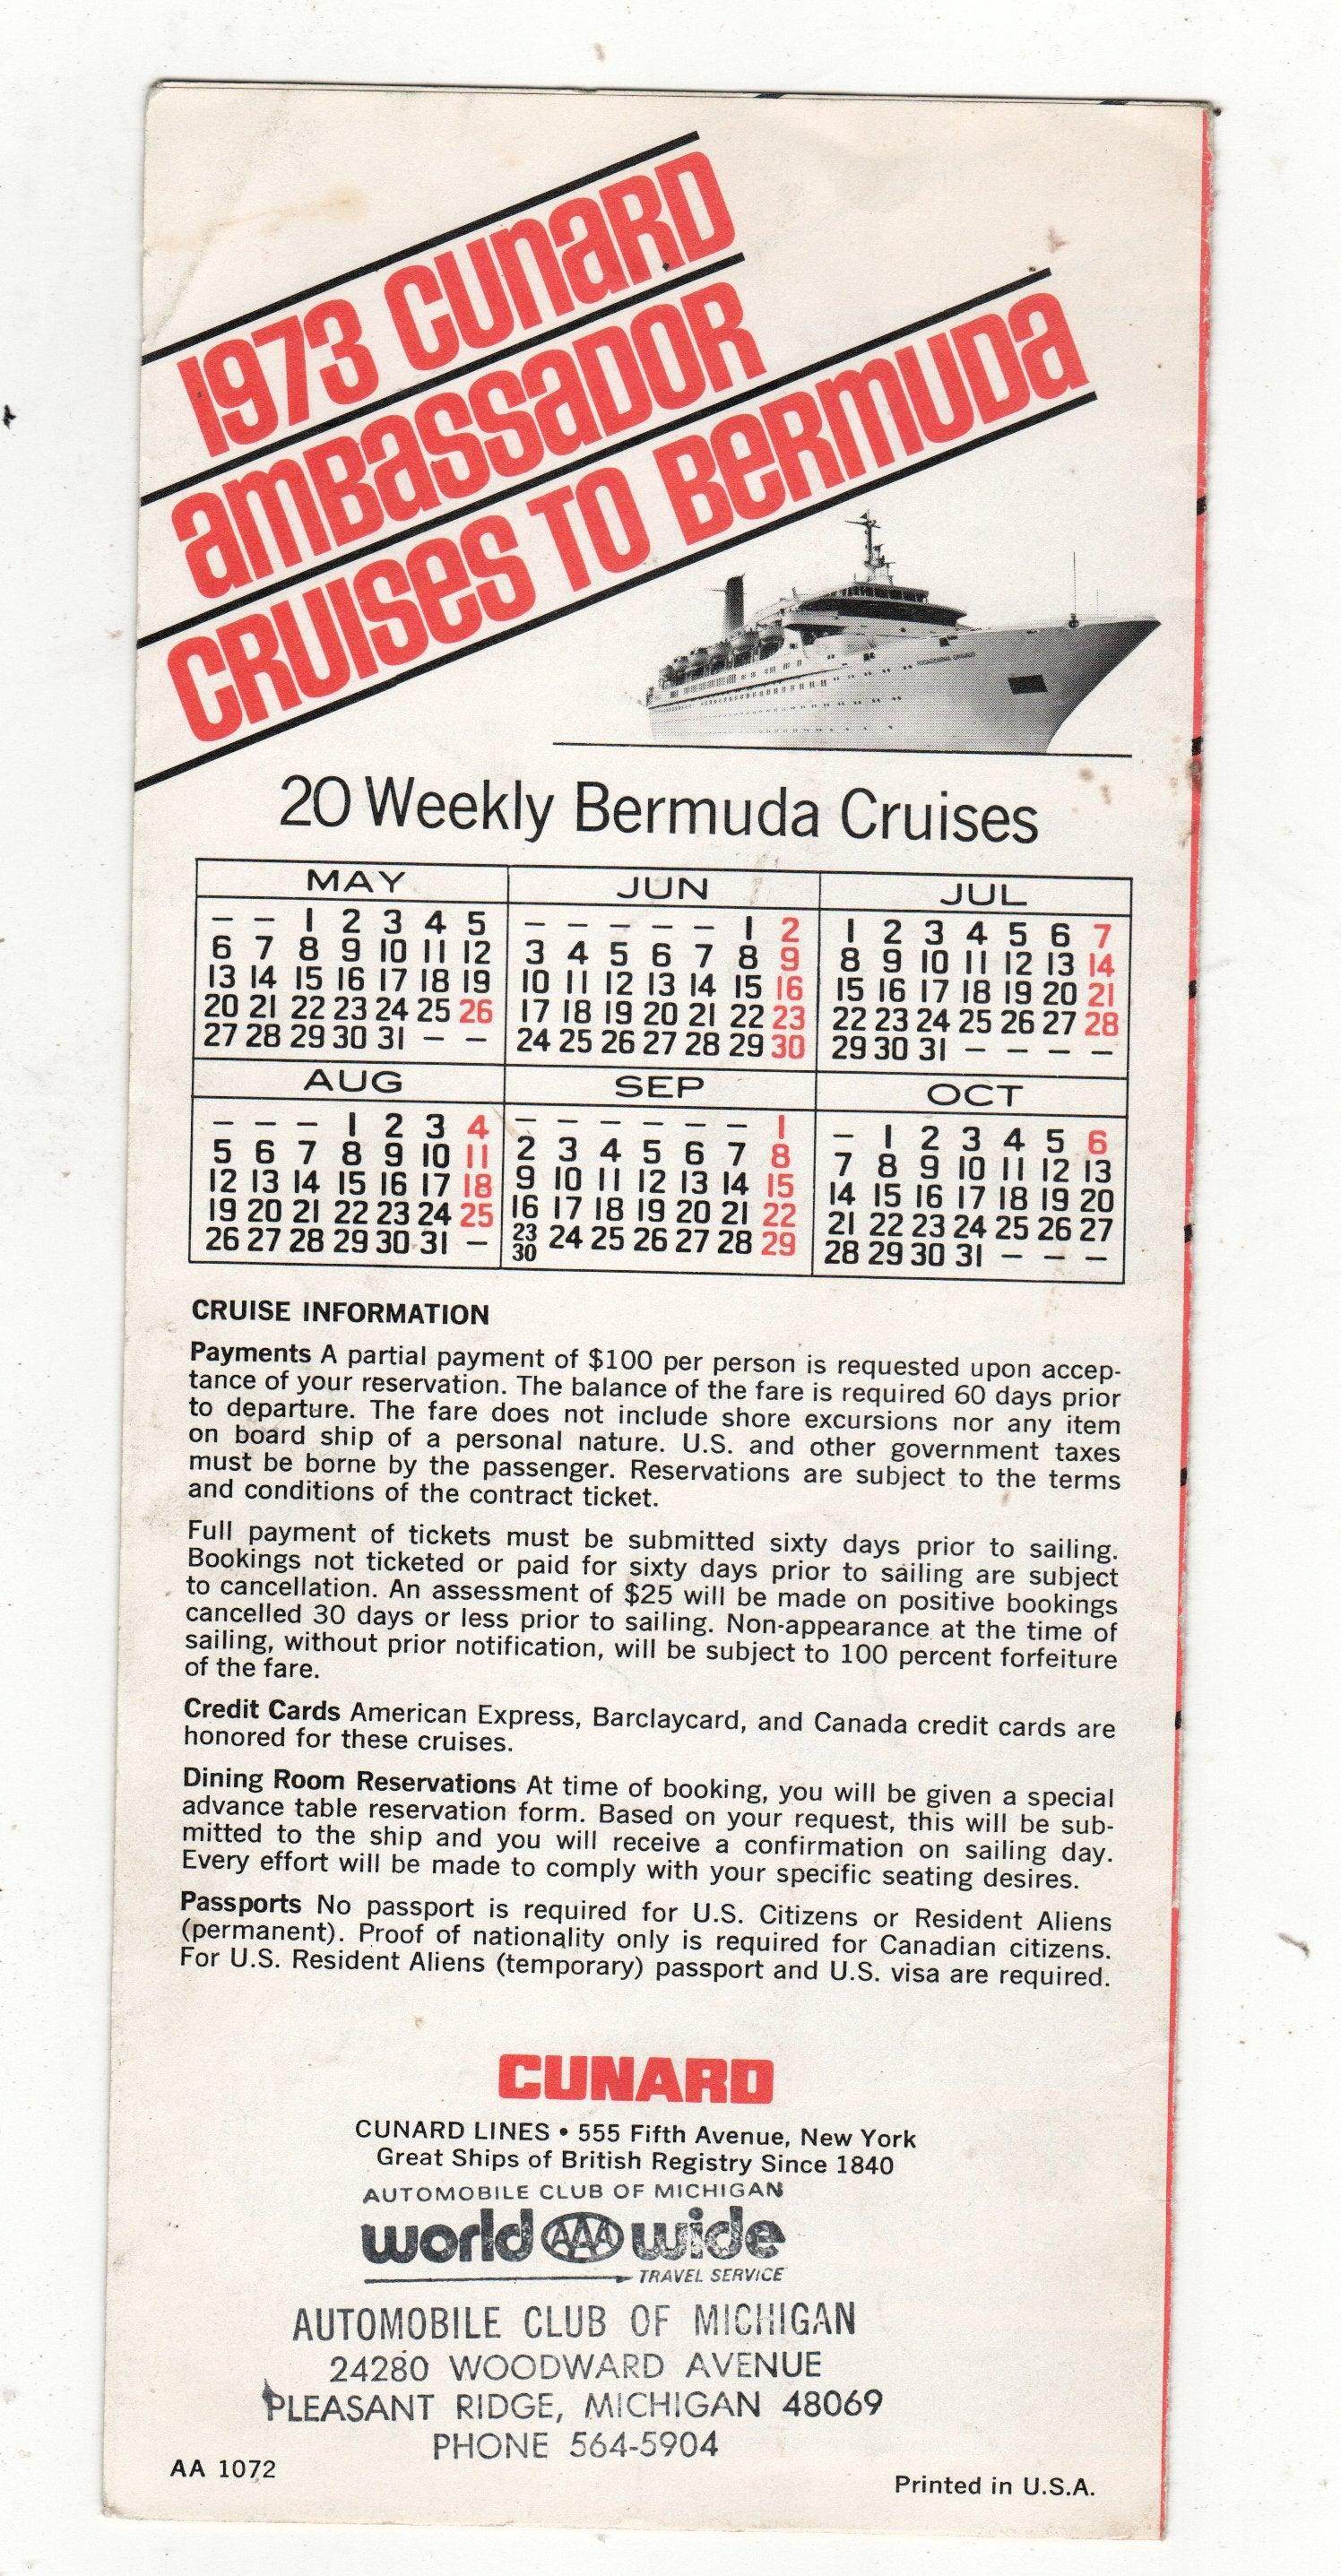 1973 CUNARD
AMBASSADOR
CRUISES TO BERMUDA
20 Weekly Bermuda Cruises
MAY
– – 1 2 3 4 5
6 7 8 9 10 11 12
13 14 15 16 17 18 19
20 21 22 23 24 25 26
27 28 29 30 31 – –
JUN
– – – – – 1 2
3 4 5 6 7 8 9
10 11 12 13 14 15 16
17 18 19 20 21 22 23
24 25 26 27 28 29 30
JUL
1 2 3 4 5 6 7
8 9 10 11 12 13 14
15 16 17 18 19 20 21
22 23 24 25 26 27 28
29 30 31 – – – –
AUG
– – – 1 2 3 4
5 6 7 8 9 10 11
12 13 14 15 16 17 18
19 20 21 22 23 24 25
26 27 28 29 30 31 –
SEP
– – – – – – 1
2 3 4 5 6 7 8
9 10 11 12 13 14 15
16 17 18 19 20 21 22
23 24 25 26 27 28 29
30
OCT
– 1 2 3 4 5 6
7 8 9 10 11 12 13
14 15 16 17 18 19 20
21 22 23 24 25 26 27
28 29 30 31 – – –
CRUISE INFORMATION
Payments A partial payment of $100 per person is requested upon accep-
tance of your reservation. The balance of the fare is required 60 days prior
to departure. The fare does not include shore excursions nor any item
on board ship of a personal nature. U.S. and other government taxes
must be borne by the passenger. Reservations are subject to the terms
and conditions of the contract ticket.
Full payment of tickets must be submitted sixty days prior to sailing.
Bookings not ticketed or paid for sixty days prior to sailing are subject
to cancellation. An assessment of $25 will be made on positive bookings
cancelled 30 days or less prior to sailing. Non-appearance at the time of
sailing, without prior notification, will be subject to 100 percent forfeiture
of the fare.
Credit Cards American Express, Barclaycard, and Canada credit cards are
honored for these cruises.
Dining Room Reservations At time of booking, you will be given a special
advance table reservation form. Based on your request, this will be sub-
mitted to the ship and you will receive a confirmation on sailing day.
Every effort will be made to comply with your specific seating desires.
Passports No passport is required for U.S. Citizens or Resident Aliens
(permanent). Proof of nationality only is required for Canadian citizens.
For U.S. Resident Aliens (temporary) passport and U.S. visa are required.
CUNARD
CUNARD LINES • 555 Fifth Avenue, New York
Great Ships of British Registry Since 1840
AUTOMOBILE CLUB OF MICHIGAN
world AAA wide
TRAVEL SERVICE
AUTOMOBILE CLUB OF MICHIGAN
24280 WOODWARD AVENUE
PLEASANT RIDGE, MICHIGAN 48069
PHONE 564-5904
AA 1072
Printed in U.S.A.